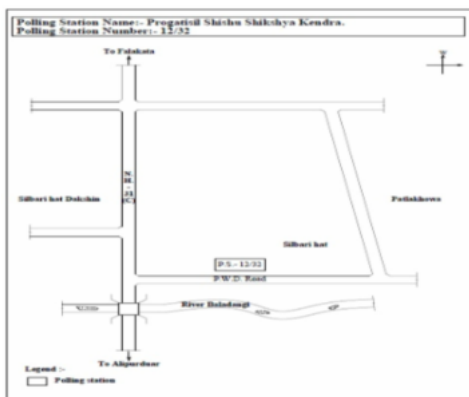 Polling Station Name:- Progatisil Shishu Shikshya Kendra.
Polling Station Number:- 12/32
To Falakata
N.
H.
-
31
(C)
Silbari hat Dokshin
Patlakhowa
Silbari hat
P.S.- 12/32
P.W.D. Road
River Buladangi
To Alipurduar
Legend :-
Polling station